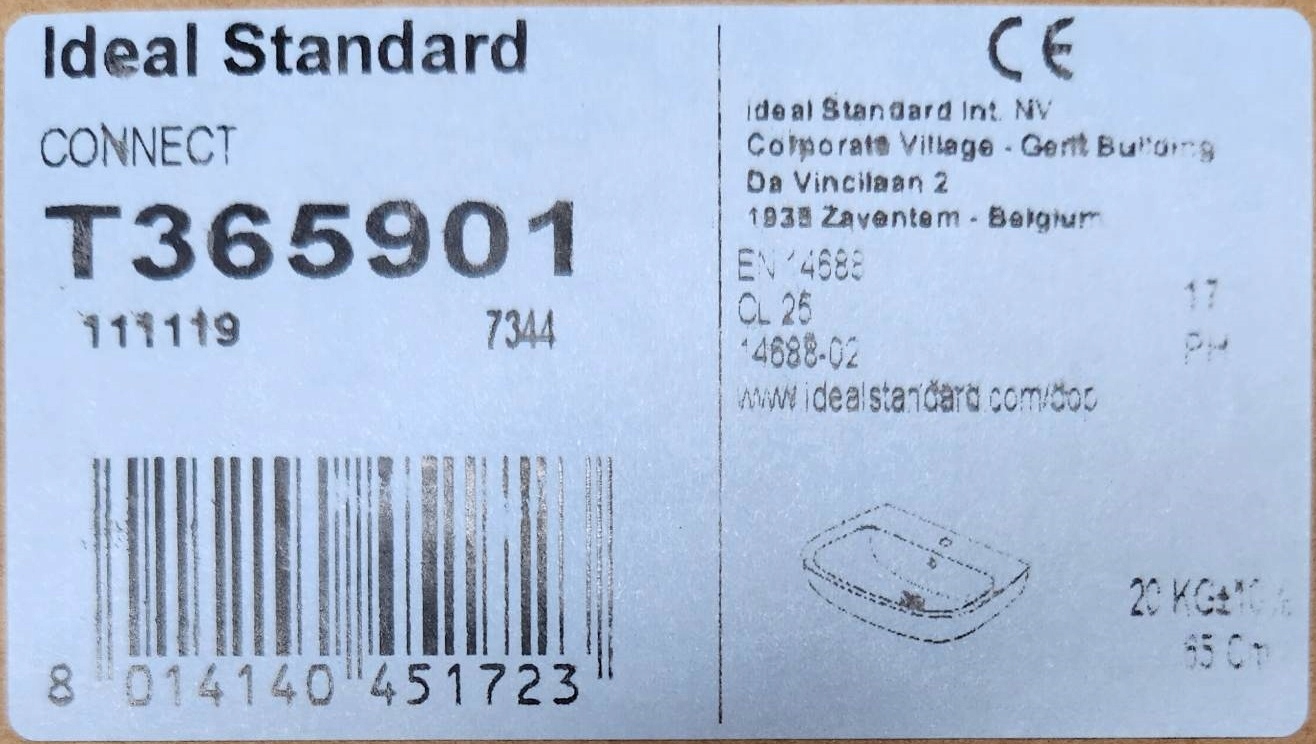 Ideal Standard
CONNECT
T365901
111119 7344
8 014140 451723
CE
Ideal Standard Int. NV
Corporate Village - Gent Building
Da Vincilaan 2
1935 Zaventem - Belgium
EN 14688
CL 25
14688-02
17
PH
www.idealstandard.com/dop
20 KG±10%
65 Cm